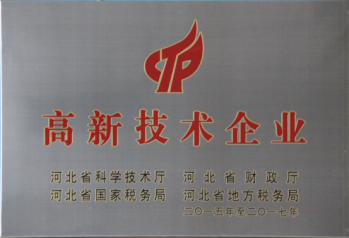 高新技术企业
河北省科学技术厅 河北省财政厅
河北省国家税务局 河北省地方税务局
二〇一五年至二〇一七年